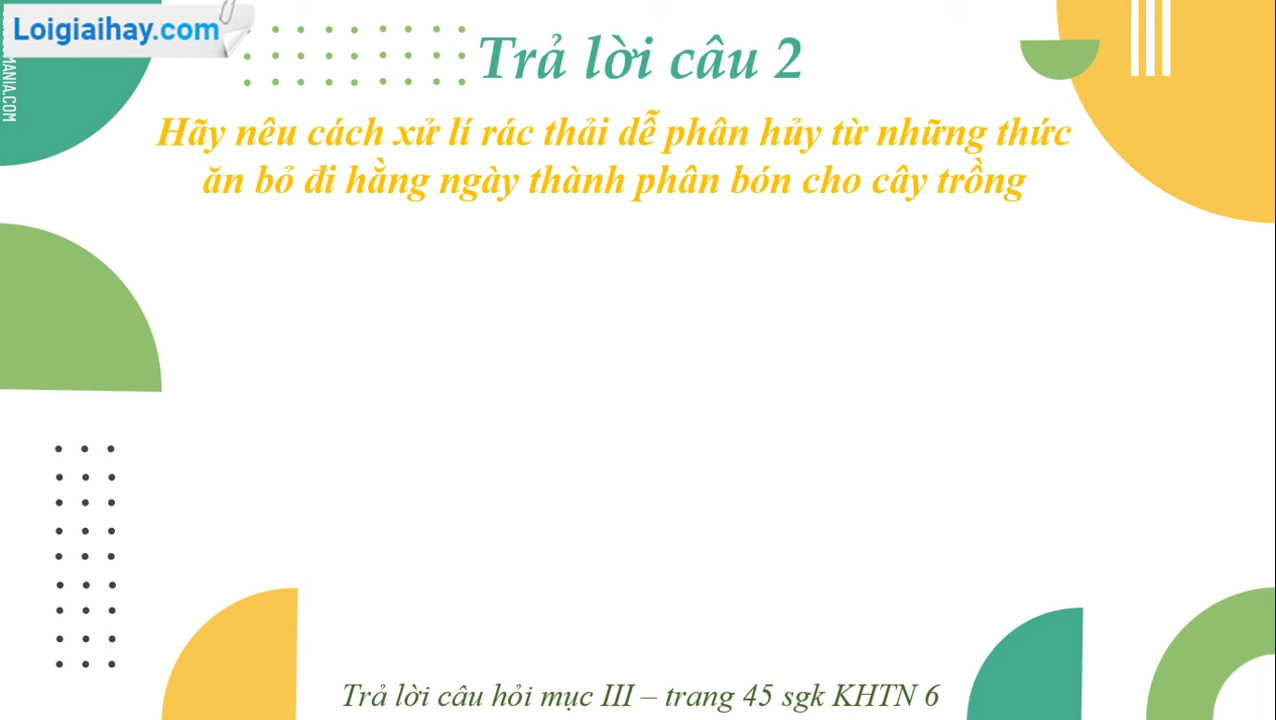 Loigiaihay.com
MANIA.COM
Trả lời câu 2
Hãy nêu cách xử lí rác thải dễ phân hủy từ những thức
ăn bỏ đi hằng ngày thành phân bón cho cây trồng
Trả lời câu hỏi mục III – trang 45 sgk KHTN 6